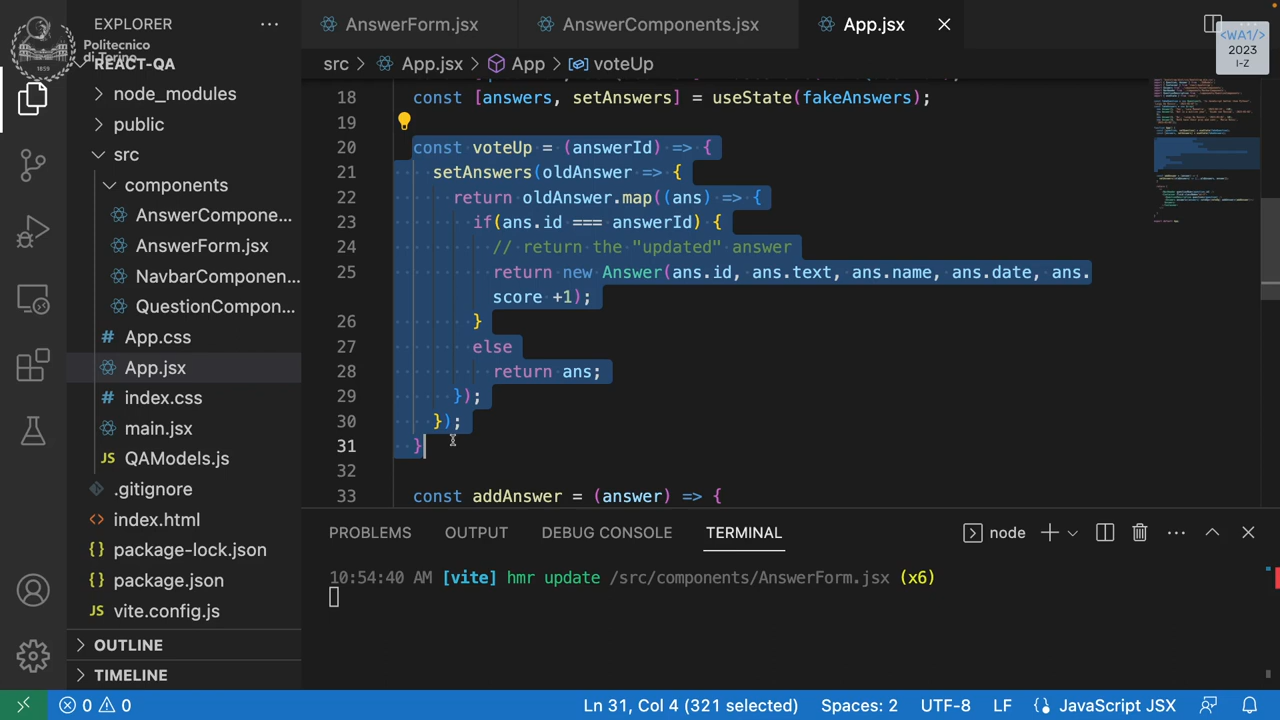 EXPLORER
AnswerForm.jsx
AnswerComponents.jsx
App.jsx
Politecnico
di Torino
1859
<WA1/>
2023
I-Z
REACT-QA
node_modules
public
src
components
AnswerCompone...
AnswerForm.jsx
NavbarComponen...
QuestionCompon...
App.css
App.jsx
index.css
main.jsx
QAModels.js
.gitignore
index.html
package-lock.json
package.json
vite.config.js
OUTLINE
TIMELINE
src > App.jsx > App > voteUp
18 const [answers, setAnswers] = useState(fakeAnswers);
19
20 const voteUp = (answerId) => {
21 setAnswers(oldAnswer => {
22 return oldAnswer.map((ans) => {
23 if(ans.id === answerId) {
24 // return the "updated" answer
25 return new Answer(ans.id, ans.text, ans.name, ans.date, ans.
score +1);
26 }
27 else
28 return ans;
29 });
30 });
31 }
32
33 const addAnswer = (answer) => {
PROBLEMS OUTPUT DEBUG CONSOLE TERMINAL
node
10:54:40 AM [vite] hmr update /src/components/AnswerForm.jsx (x6)
0 0
Ln 31, Col 4 (321 selected) Spaces: 2 UTF-8 LF JavaScript JSX